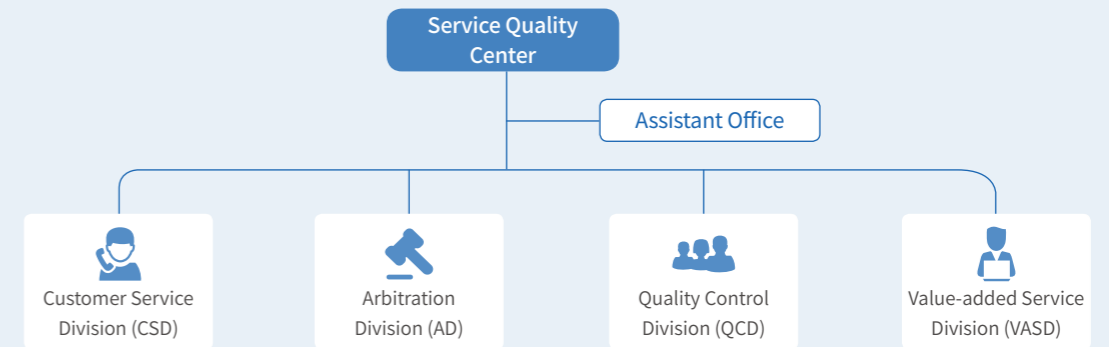 Service Quality
Center
Assistant Office
Customer Service
Division (CSD)
Arbitration
Division (AD)
Quality Control
Division (QCD)
Value-added Service
Division (VASD)